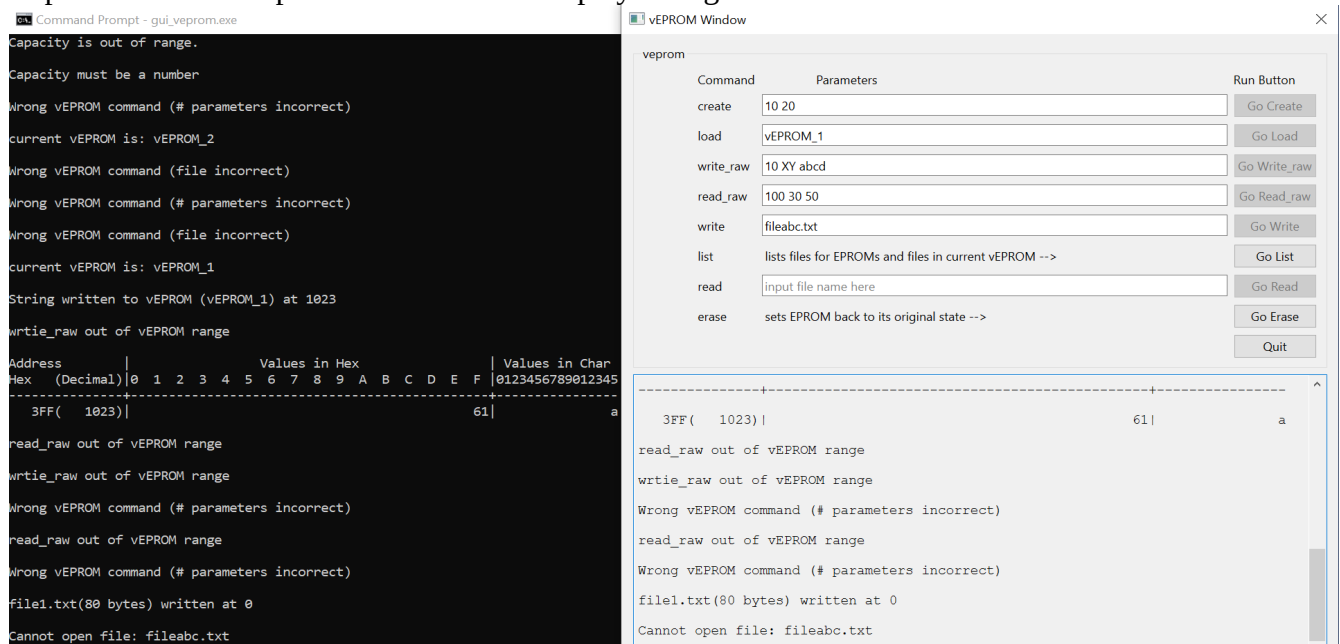 Command Prompt - gui_veprom.exe
Capacity is out of range.
Capacity must be a number
Wrong vEPROM command (# parameters incorrect)
current vEPROM is: vEPROM_2
Wrong vEPROM command (file incorrect)
Wrong vEPROM command (# parameters incorrect)
Wrong vEPROM command (file incorrect)
current vEPROM is: vEPROM_1
String written to vEPROM (vEPROM_1) at 1023
wrtie_raw out of vEPROM range
Address | Values in Hex | Values in Char
Hex (Decimal)|0 1 2 3 4 5 6 7 8 9 A B C D E F |0123456789012345
---------------+-----------------------------------------------+----------------
3FF( 1023)| 61| a
read_raw out of vEPROM range
wrtie_raw out of vEPROM range
Wrong vEPROM command (# parameters incorrect)
read_raw out of vEPROM range
Wrong vEPROM command (# parameters incorrect)
file1.txt(80 bytes) written at 0
Cannot open file: fileabc.txt
vEPROM Window
veprom
Command Parameters Run Button
create 10 20 Go Create
load vEPROM_1 Go Load
write_raw 10 XY abcd Go Write_raw
read_raw 100 30 50 Go Read_raw
write fileabc.txt Go Write
list lists files for EPROMs and files in current vEPROM --> Go List
read input file name here Go Read
erase sets EPROM back to its original state --> Go Erase
Quit
---------------+-----------------------------------------------+----------------
3FF( 1023)| 61| a
read_raw out of vEPROM range
wrtie_raw out of vEPROM range
Wrong vEPROM command (# parameters incorrect)
read_raw out of vEPROM range
Wrong vEPROM command (# parameters incorrect)
file1.txt(80 bytes) written at 0
Cannot open file: fileabc.txt